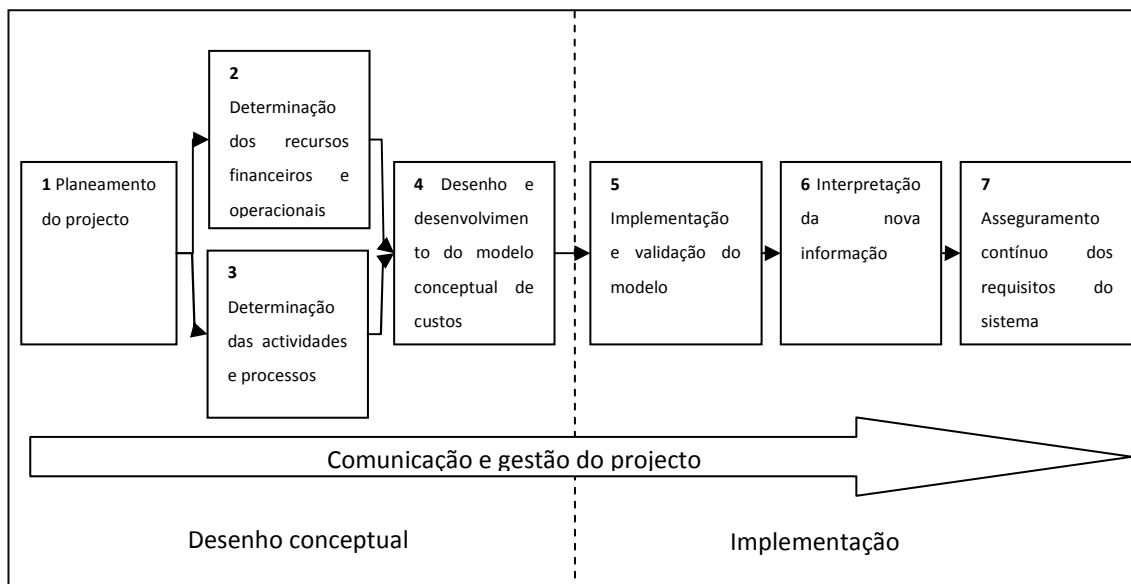 2
Determinação
dos recursos
financeiros e
operacionais
1 Planeamento
do projecto
3
Determinação
das actividades
e processos
4 Desenho e
desenvolvimen
to do modelo
conceptual de
custos
5
Implementação
e validação do
modelo
6 Interpretação
da nova
informação
7
Asseguramento
contínuo dos
requisitos do
sistema
Comunicação e gestão do projecto
Desenho conceptual
Implementação